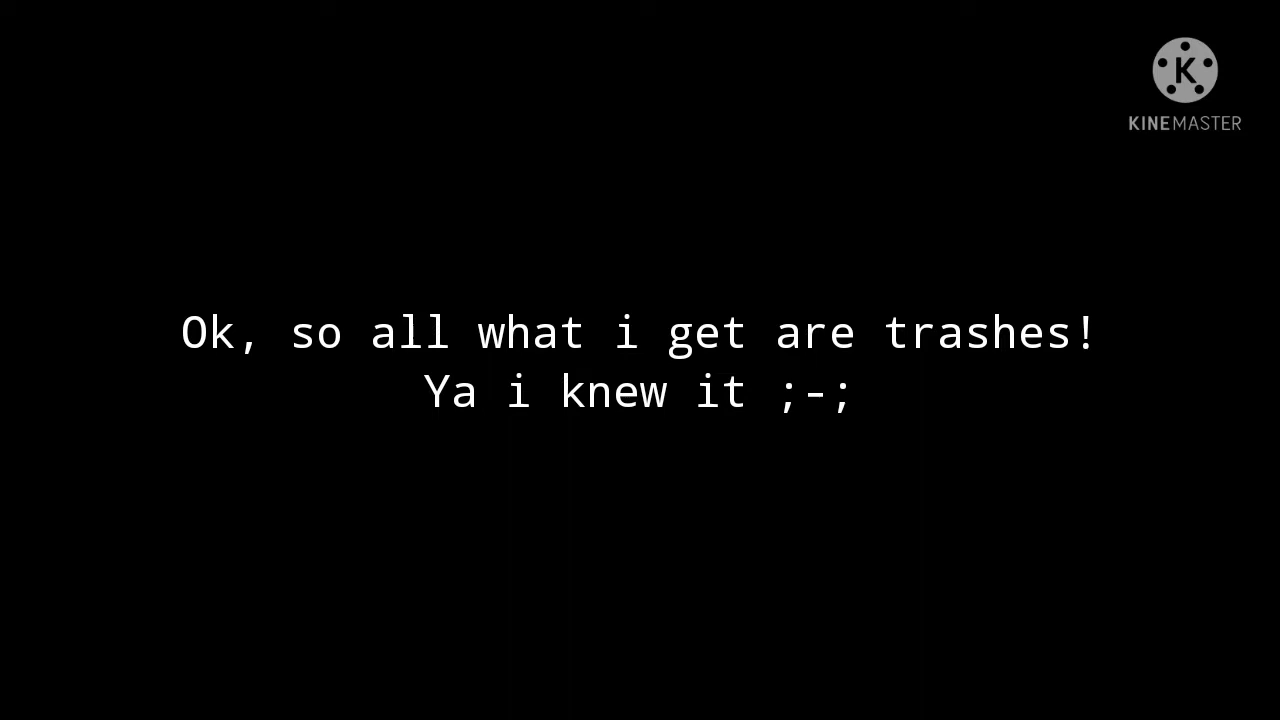 K
KINEMASTER
Ok, so all what i get are trashes!
Ya i knew it ;-;